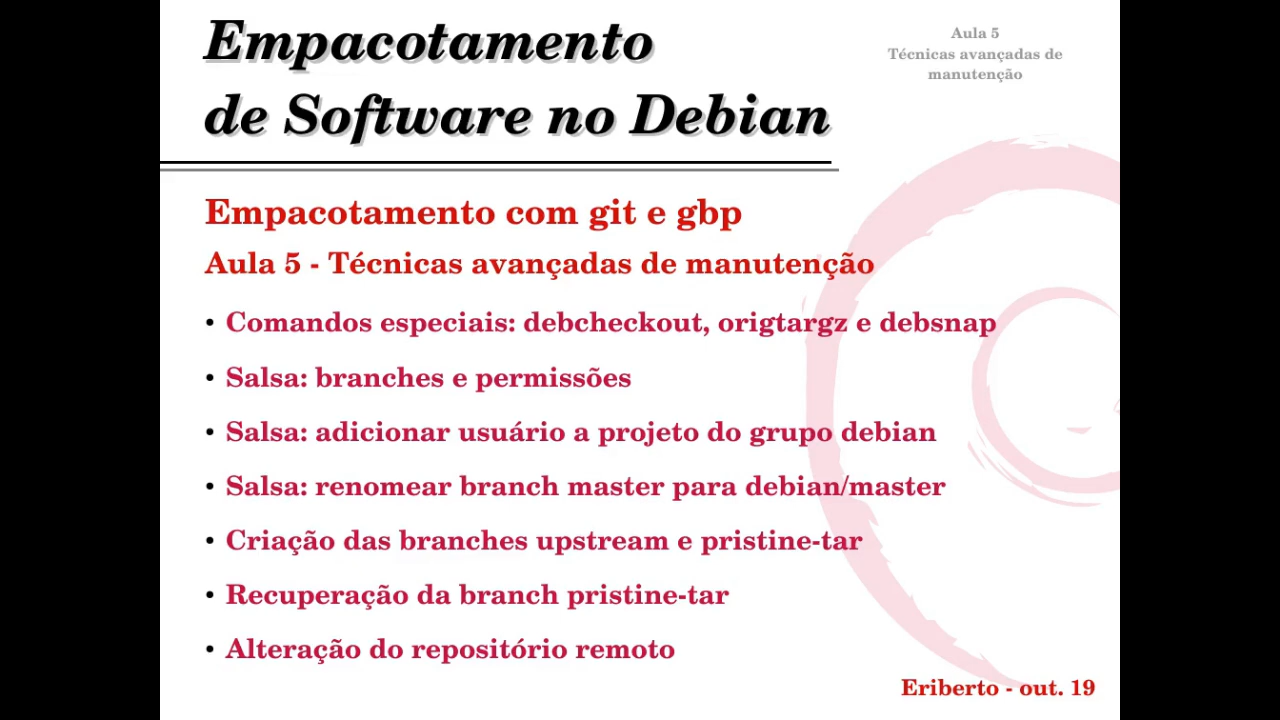 Empacotamento
de Software no Debian
Aula 5
Técnicas avançadas de
manutenção
Empacotamento com git e gbp
Aula 5 - Técnicas avançadas de manutenção
• Comandos especiais: debcheckout, origtargz e debsnap
• Salsa: branches e permissões
• Salsa: adicionar usuário a projeto do grupo debian
• Salsa: renomear branch master para debian/master
• Criação das branches upstream e pristine-tar
• Recuperação da branch pristine-tar
• Alteração do repositório remoto
Eriberto - out. 19